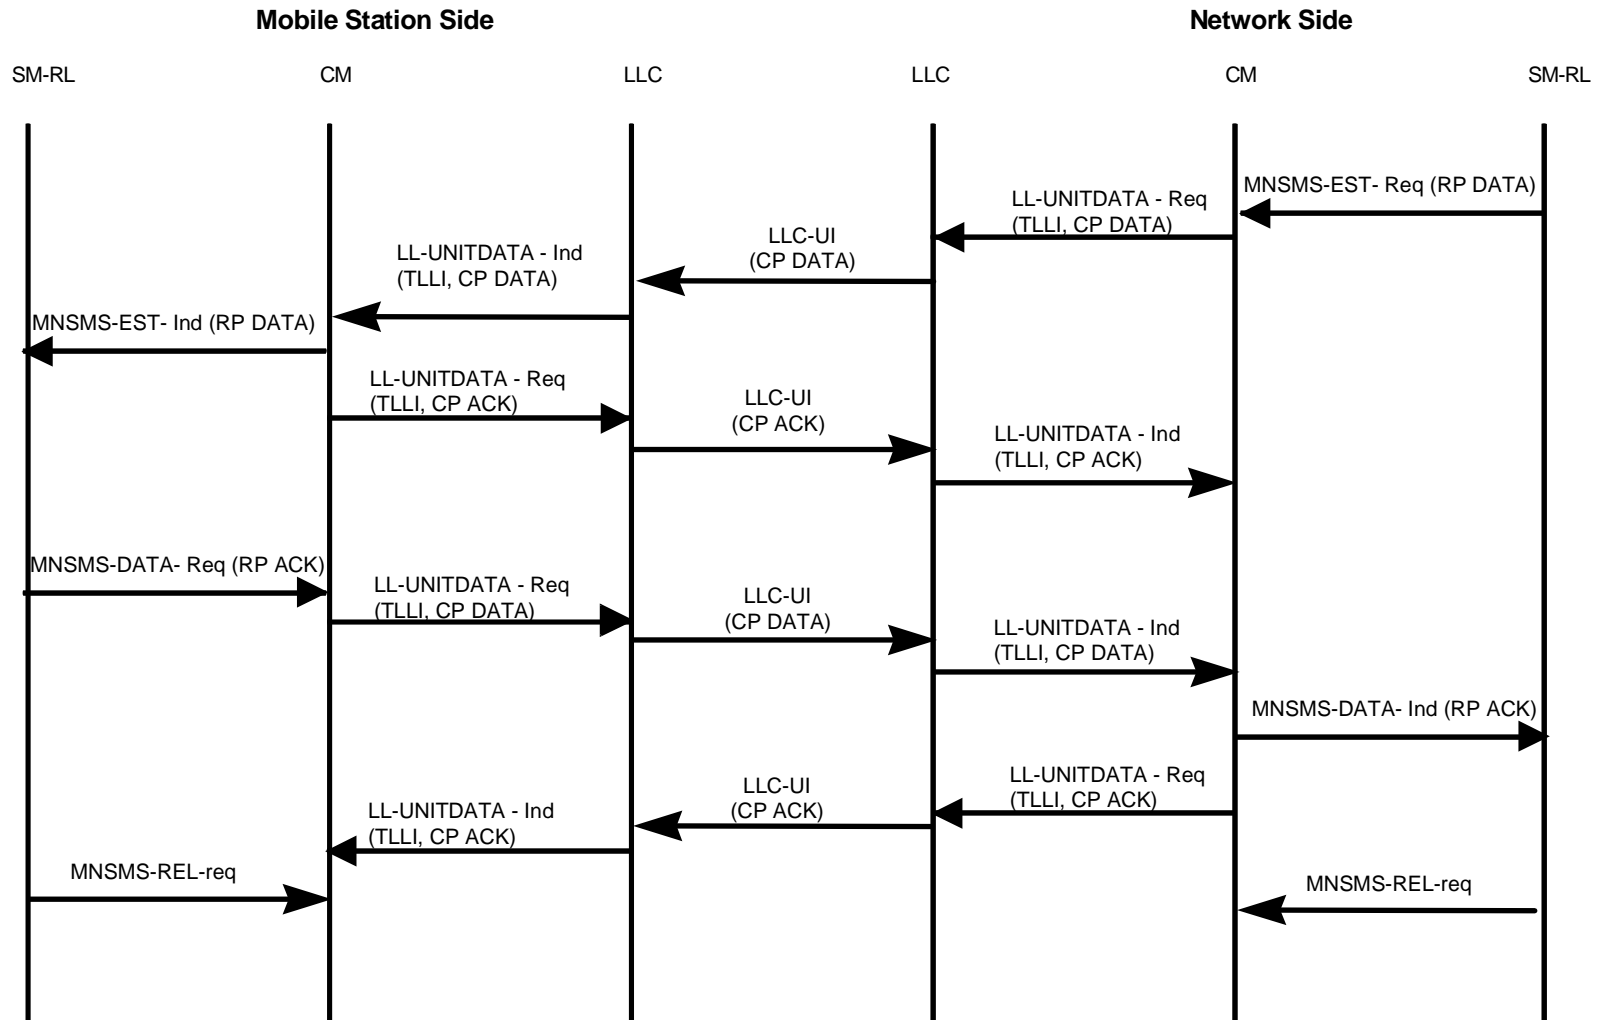 Mobile Station Side
Network Side
SM-RL
CM
LLC
LLC
CM
SM-RL
MNSMS-EST- Req (RP DATA)
LL-UNITDATA - Req
(TLLI, CP DATA)
LLC-UI
(CP DATA)
LL-UNITDATA - Ind
(TLLI, CP DATA)
MNSMS-EST- Ind (RP DATA)
LL-UNITDATA - Req
(TLLI, CP ACK)
LLC-UI
(CP ACK)
LL-UNITDATA - Ind
(TLLI, CP ACK)
MNSMS-DATA- Req (RP ACK)
LL-UNITDATA - Req
(TLLI, CP DATA)
LLC-UI
(CP DATA)
LL-UNITDATA - Ind
(TLLI, CP DATA)
MNSMS-DATA- Ind (RP ACK)
LL-UNITDATA - Req
(TLLI, CP ACK)
LLC-UI
(CP ACK)
LL-UNITDATA - Ind
(TLLI, CP ACK)
MNSMS-REL-req
MNSMS-REL-req